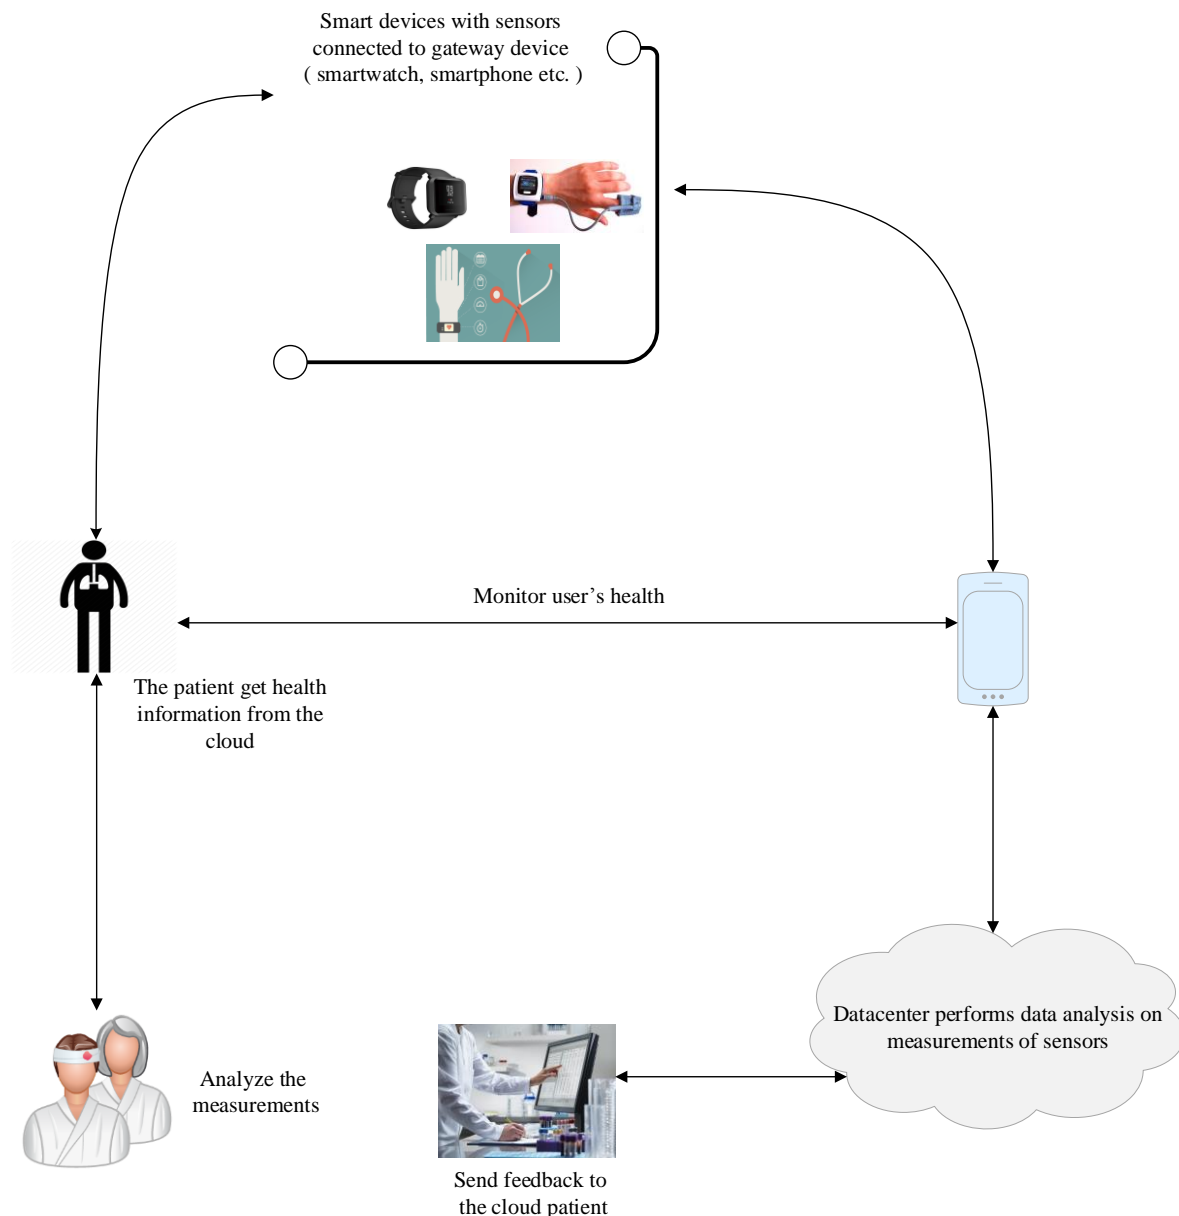 Smart devices with sensors
connected to gateway device
( smartwatch, smartphone etc. )
Monitor user’s health
The patient get health
information from the
cloud
Datacenter performs data analysis on
measurements of sensors
Analyze the
measurements
Send feedback to
the cloud patient